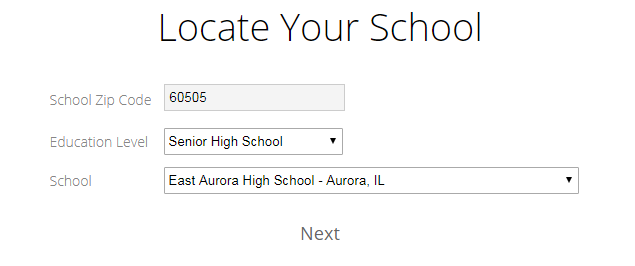 Locate Your School
School Zip Code 60505
Education Level Senior High School
School East Aurora High School - Aurora, IL
Next